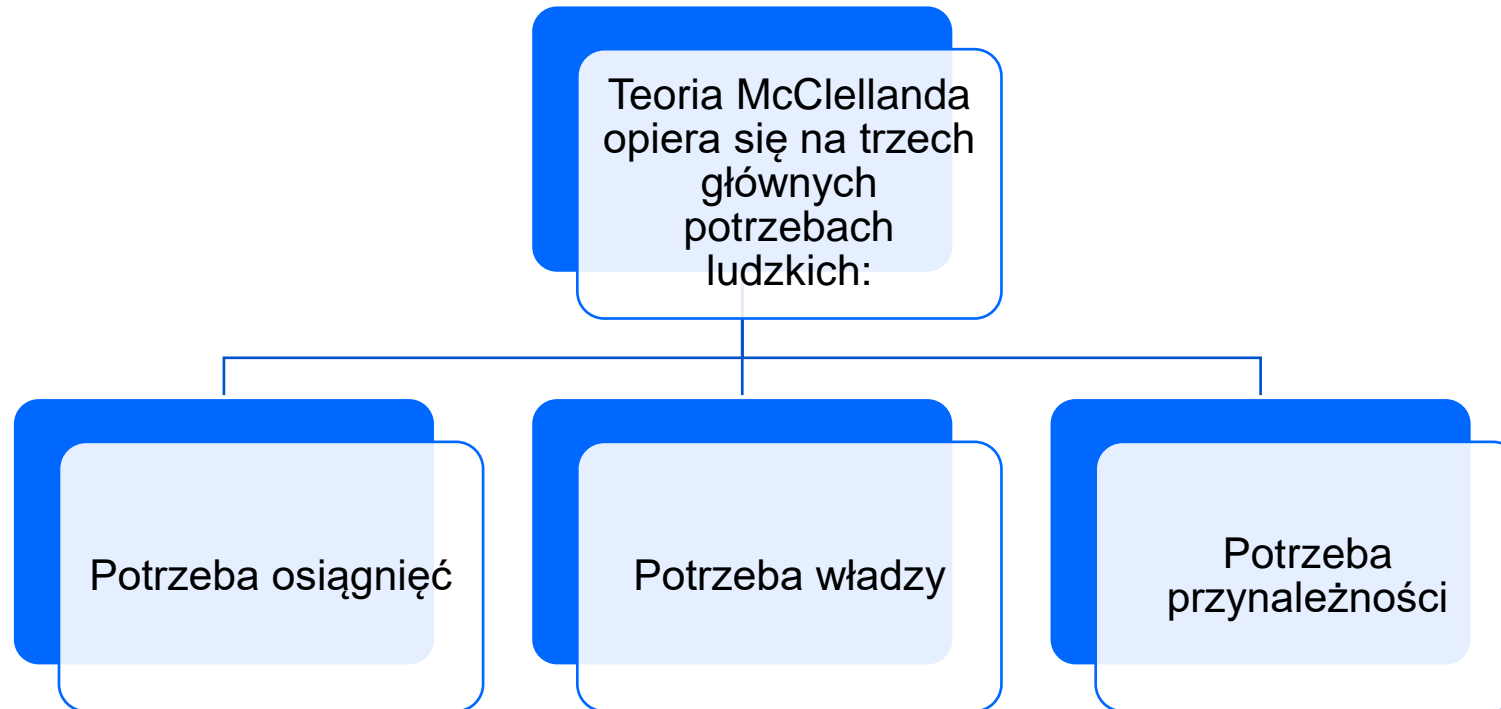 Teoria McClellanda
opiera się na trzech
głównych
potrzebach
ludzkich:
Potrzeba osiągnięć
Potrzeba władzy
Potrzeba
przynależności